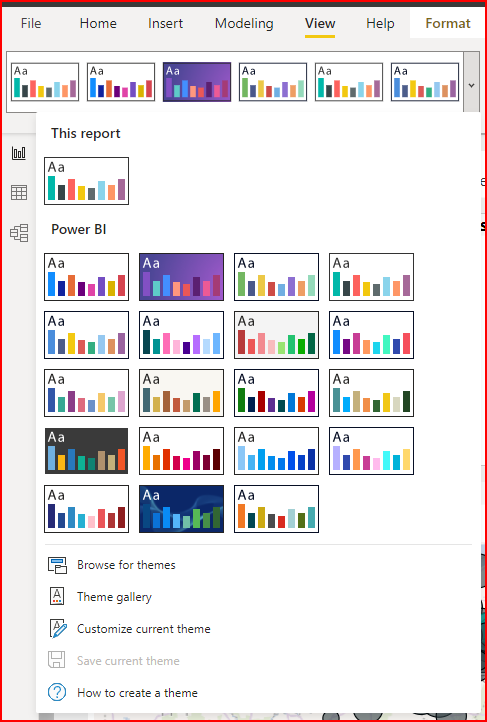 File Home Insert Modeling View Help Format
Aa Aa Aa Aa Aa Aa
This report
Aa
Power BI
Aa Aa Aa Aa
Aa Aa Aa Aa
Aa Aa Aa Aa
Aa Aa Aa Aa
Aa Aa Aa
Browse for themes
Theme gallery
Customize current theme
Save current theme
How to create a theme